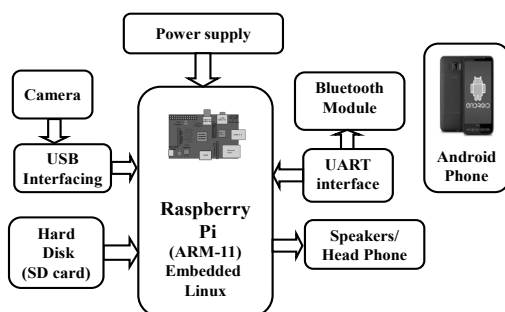 Power supply
Camera
USB
Interfacing
Hard
Disk
(SD card)
Raspberry
Pi
(ARM-11)
Embedded
Linux
Bluetooth
Module
UART
interface
Speakers/
Head Phone
Android
Phone